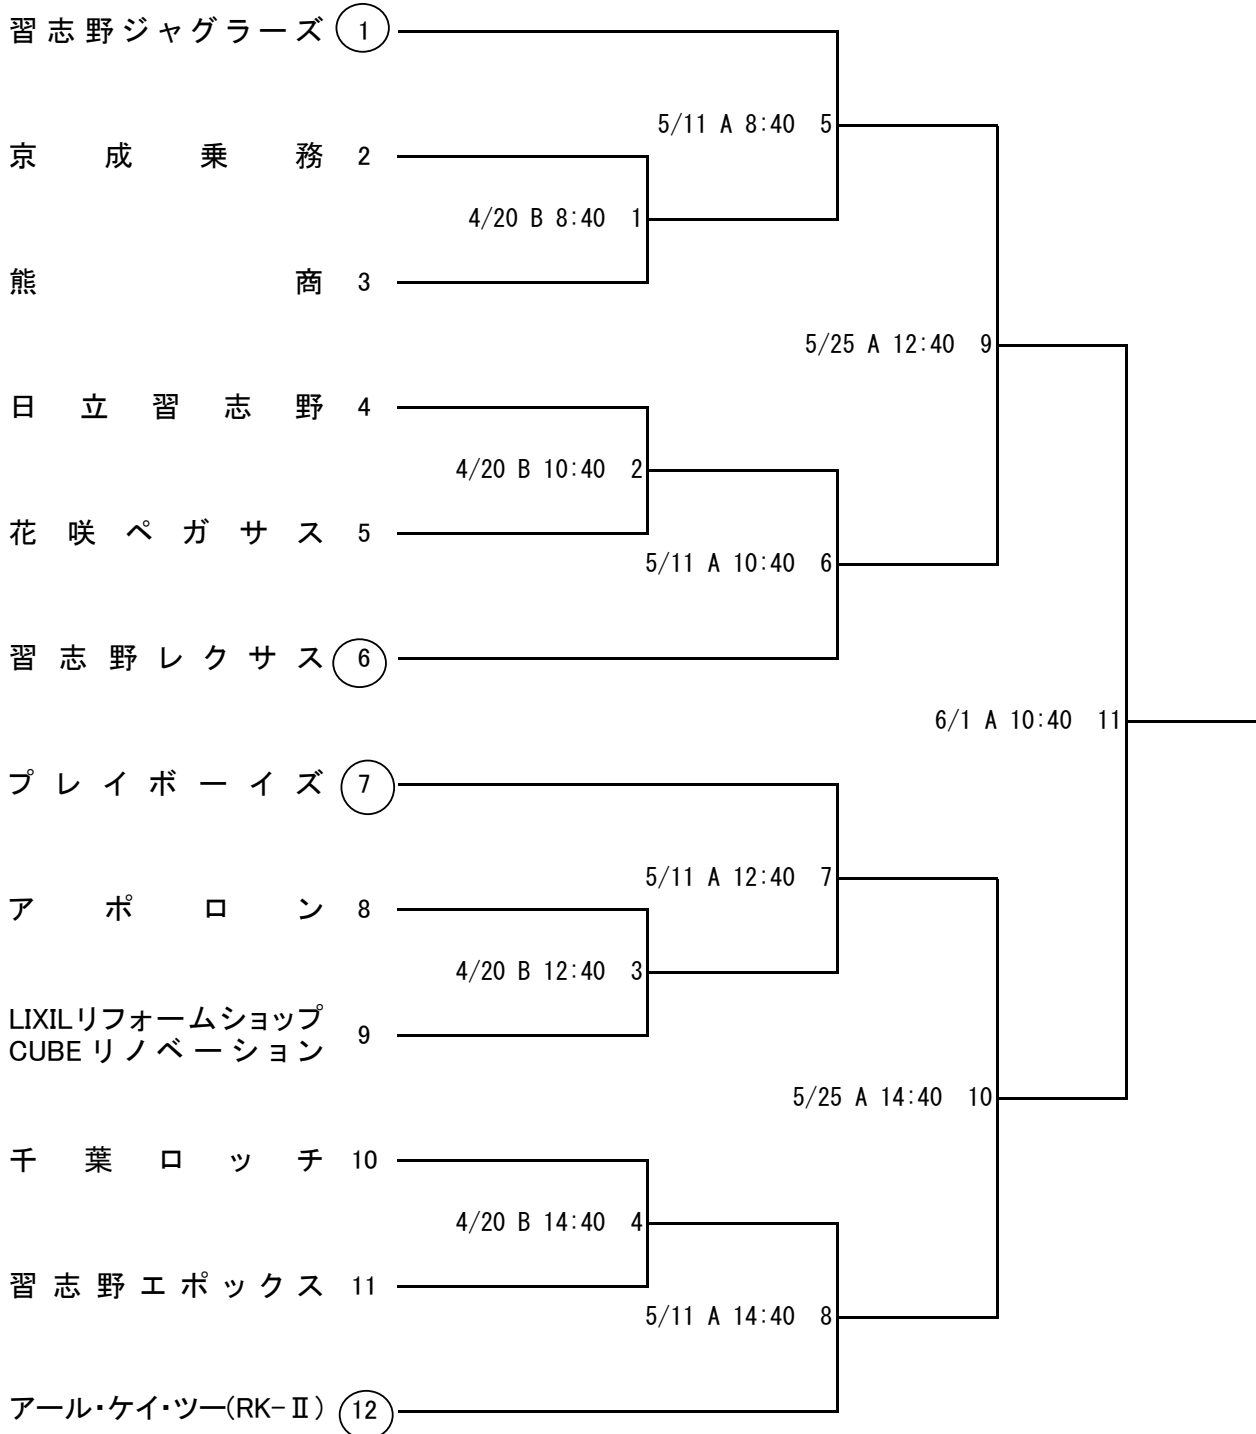 習志野ジャグラーズ 1
5/11 A 8:40 5
京成乗務 2
4/20 B 8:40 1
熊商 3
5/25 A 12:40 9
日立習志野 4
4/20 B 10:40 2
花咲ペガサス 5
5/11 A 10:40 6
習志野レクサス 6
6/1 A 10:40 11
プレイボーイズ 7
5/11 A 12:40 7
アポロン 8
4/20 B 12:40 3
LIXILリフォームショップ
CUBEリノベーション 9
5/25 A 14:40 10
千葉ロッテ 10
4/20 B 14:40 4
習志野エポックス 11
5/11 A 14:40 8
アール・ケイ・ツー(RK-Ⅱ) 12